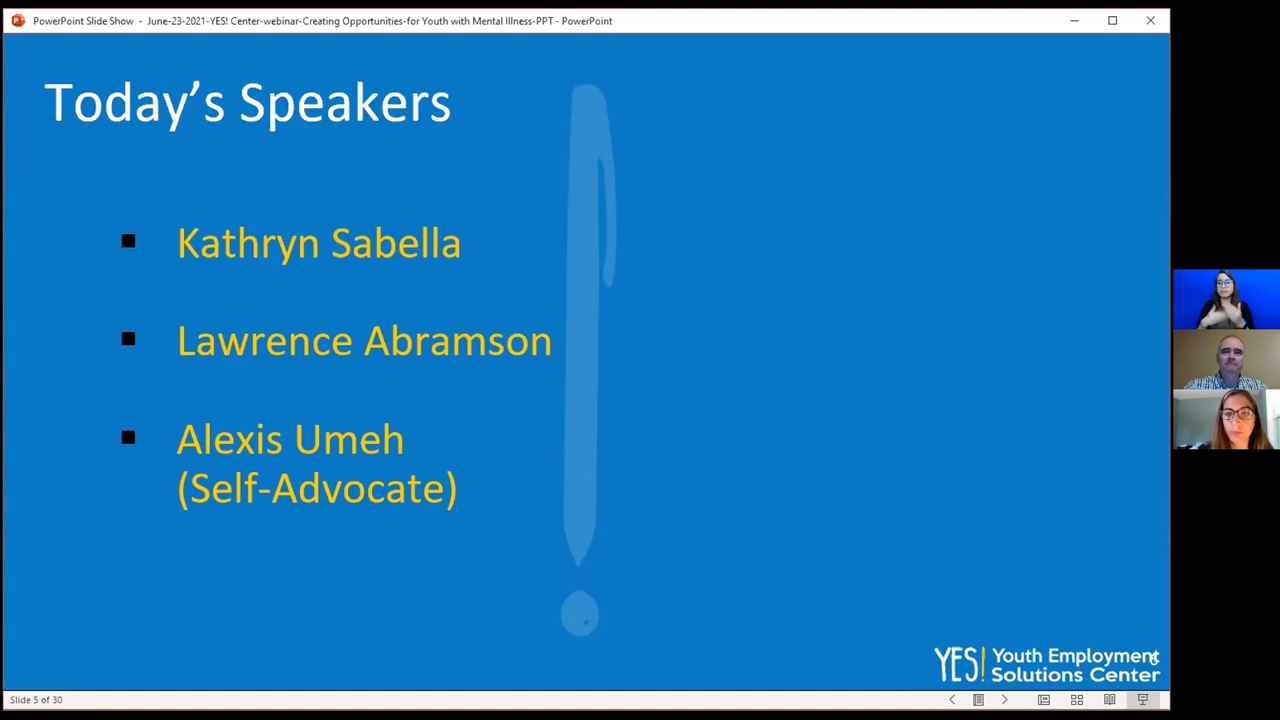 PowerPoint Slide Show - June-23-2021-YES! Center-webinar-Creating Opportunities-for Youth with Mental Illness-PPT - PowerPoint
Today's Speakers
▪ Kathryn Sabella
▪ Lawrence Abramson
▪ Alexis Umeh
(Self-Advocate)
YES! Youth Employment
Solutions Center
Slide 5 of 30